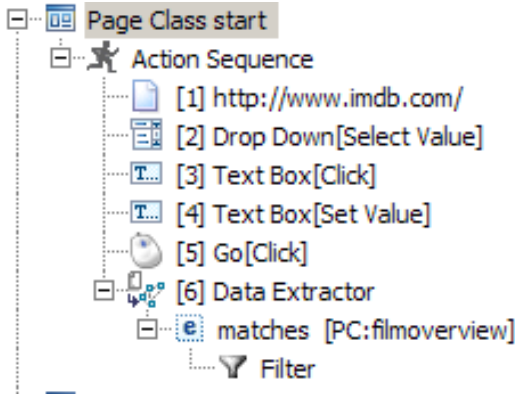 Page Class start
Action Sequence
[1] http://www.imdb.com/
[2] Drop Down[Select Value]
T... [3] Text Box[Click]
T... [4] Text Box[Set Value]
[5] Go[Click]
[6] Data Extractor
e matches [PC:filmoverview]
Filter